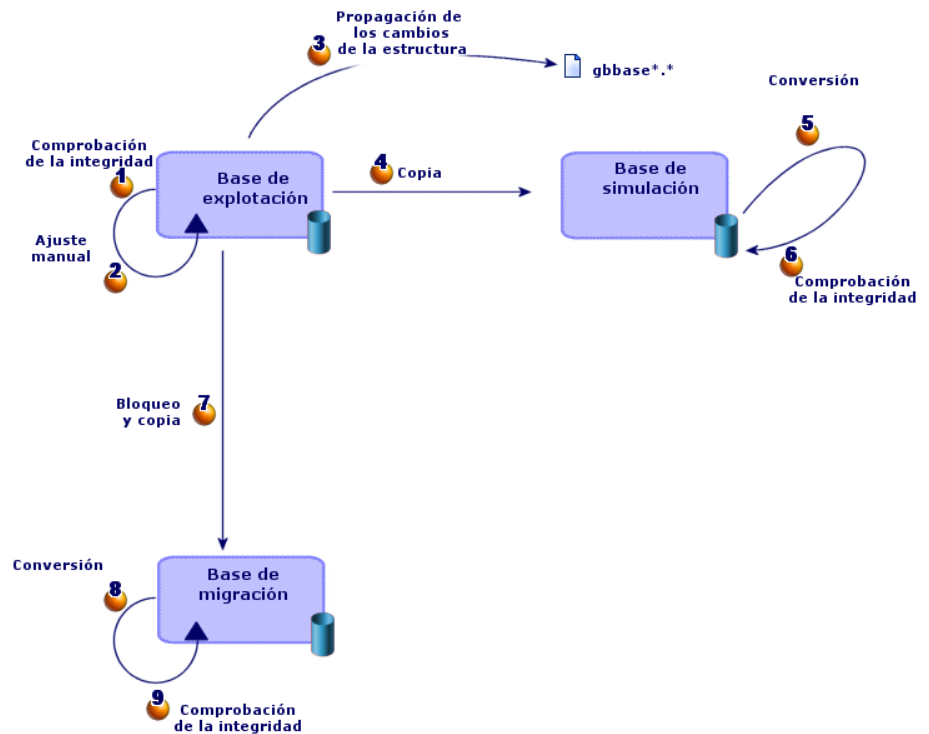 Propagación de
los cambios
de la estructura
3
gbbase*.*
Conversión
5
Comprobación
de la integridad
1
Base de
explotación
4
Copia
Base de
simulación
Ajuste
manual
2
6
Comprobación
de la integridad
Bloqueo
y copia
7
Conversión
8
Base de
migración
9
Comprobación
de la integridad